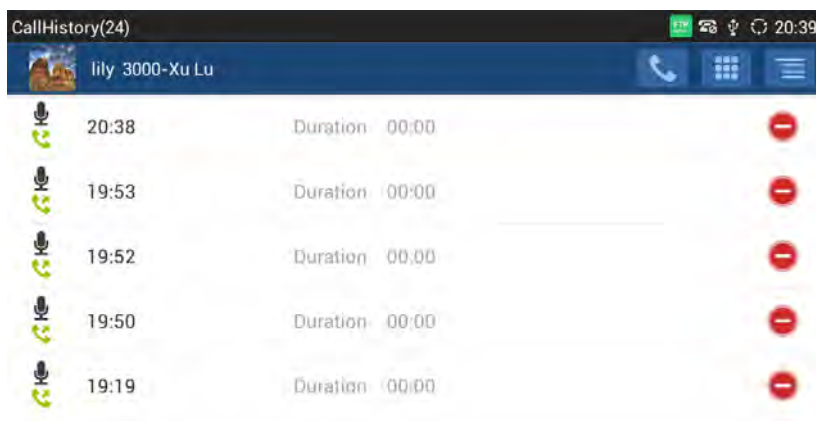 CallHistory(24) 20:39
lily 3000-Xu Lu
20:38 Duration 00:00
19:53 Duration 00:00
19:52 Duration 00:00
19:50 Duration 00:00
19:19 Duration 00:00